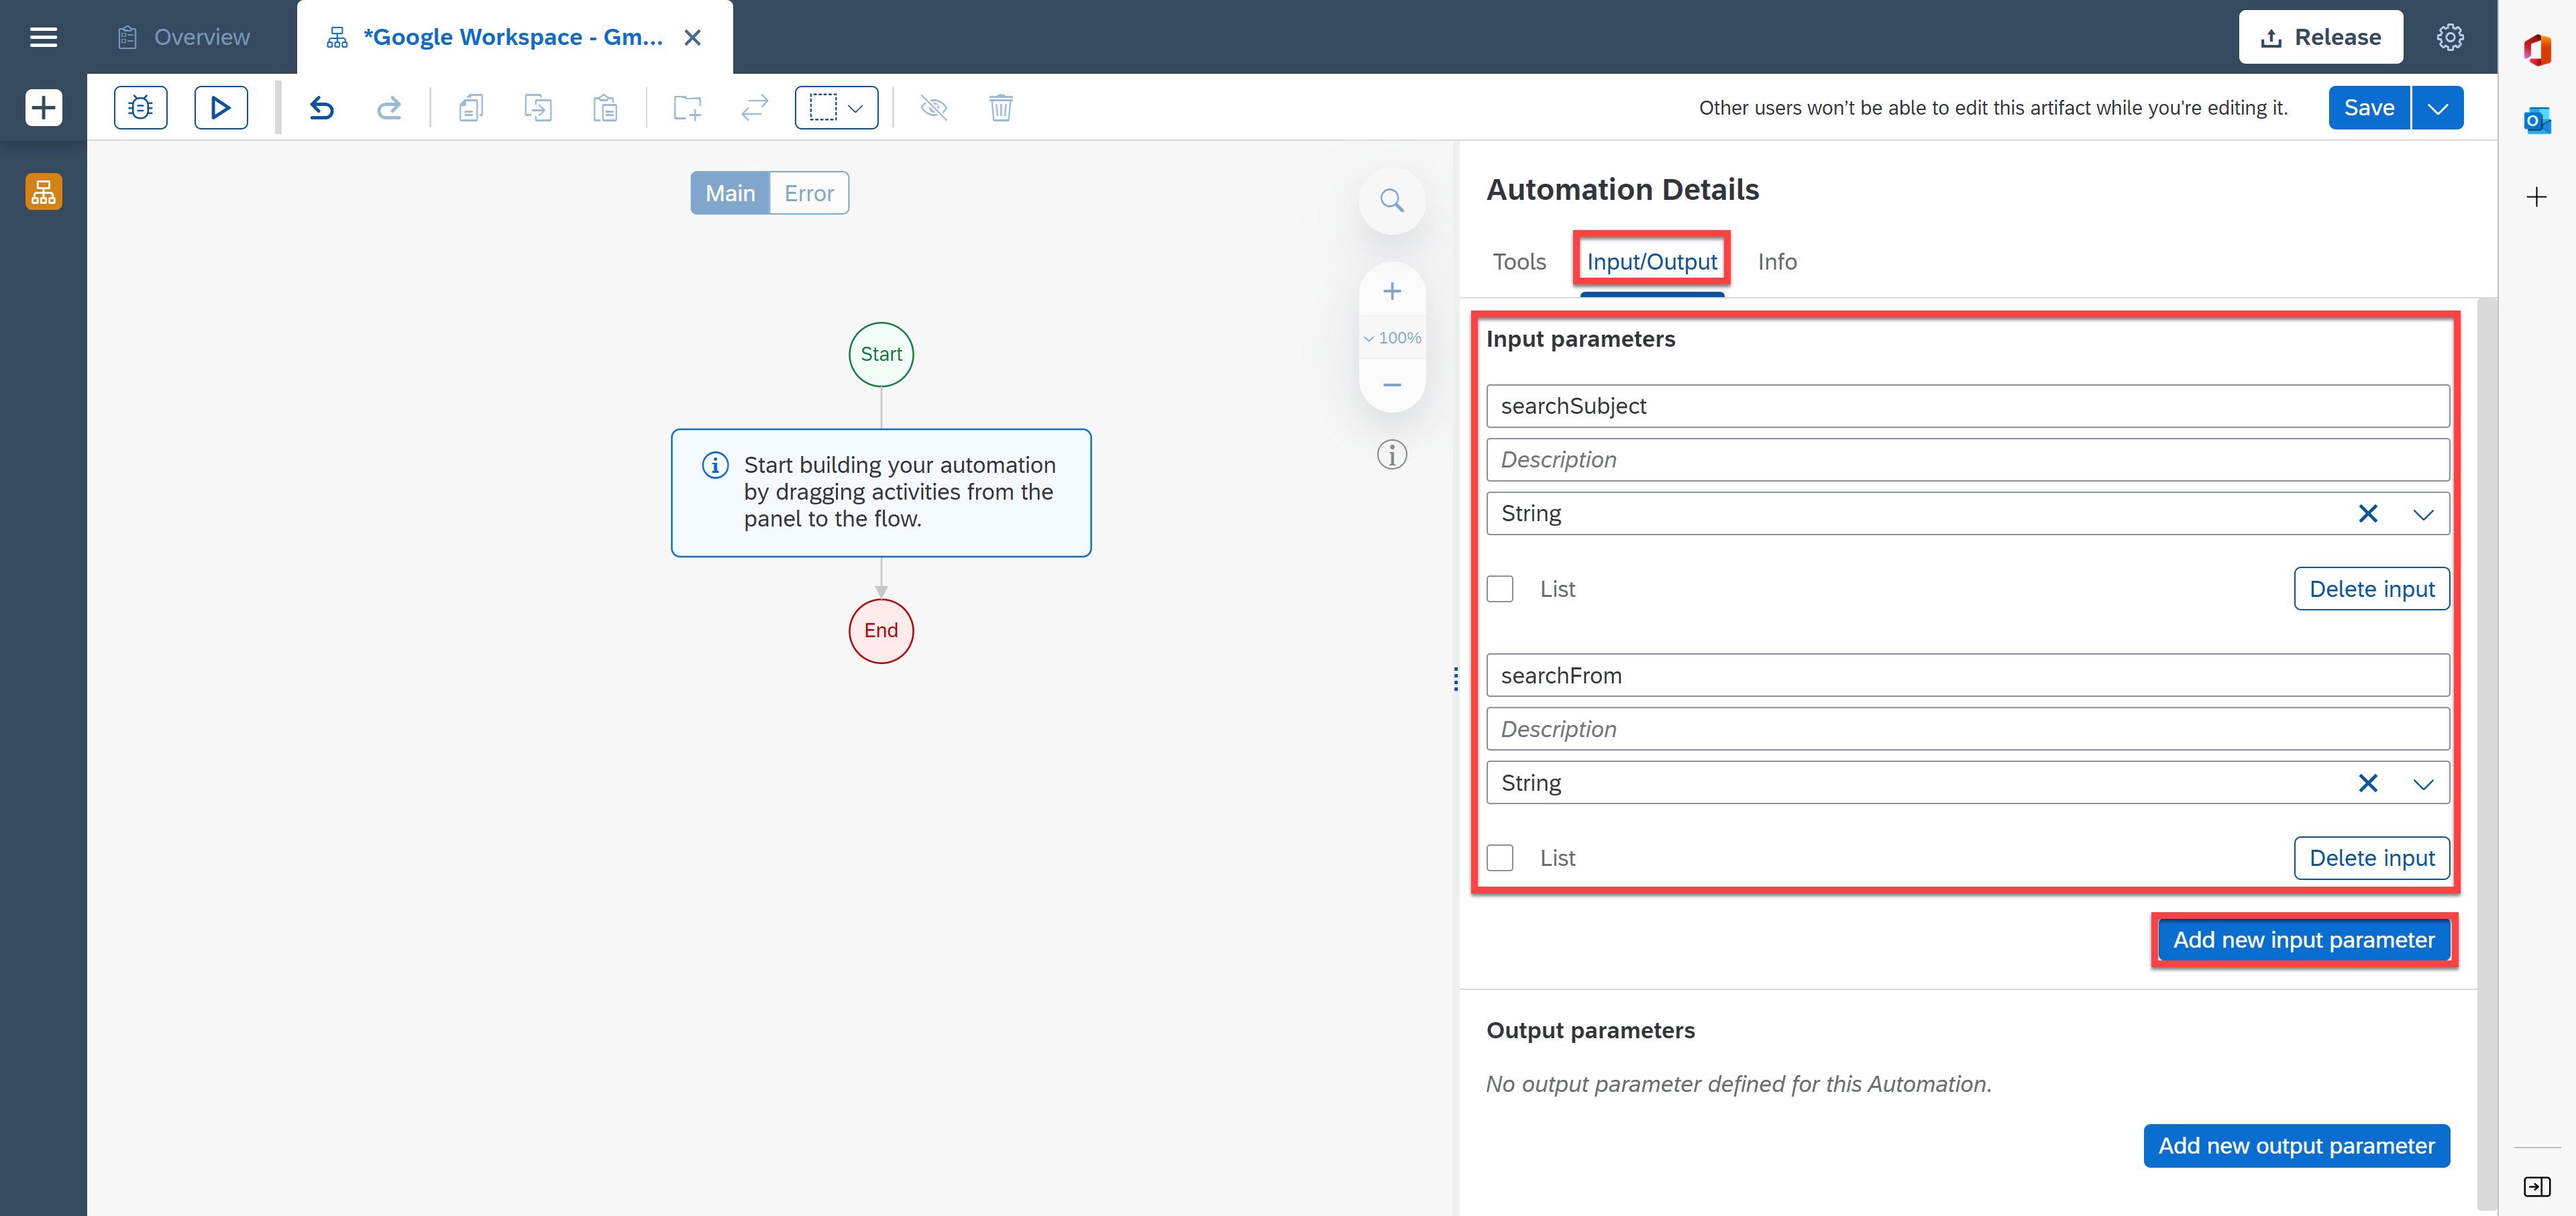 Overview
*Google Workspace - Gm...
Release
Other users won't be able to edit this artifact while you're editing it.
Save
Main
Error
100%
Start
Start building your automation
by dragging activities from the
panel to the flow.
End
Automation Details
Tools
Input/Output
Info
Input parameters
searchSubject
Description
String
List
Delete input
searchFrom
Description
String
List
Delete input
Add new input parameter
Output parameters
No output parameter defined for this Automation.
Add new output parameter